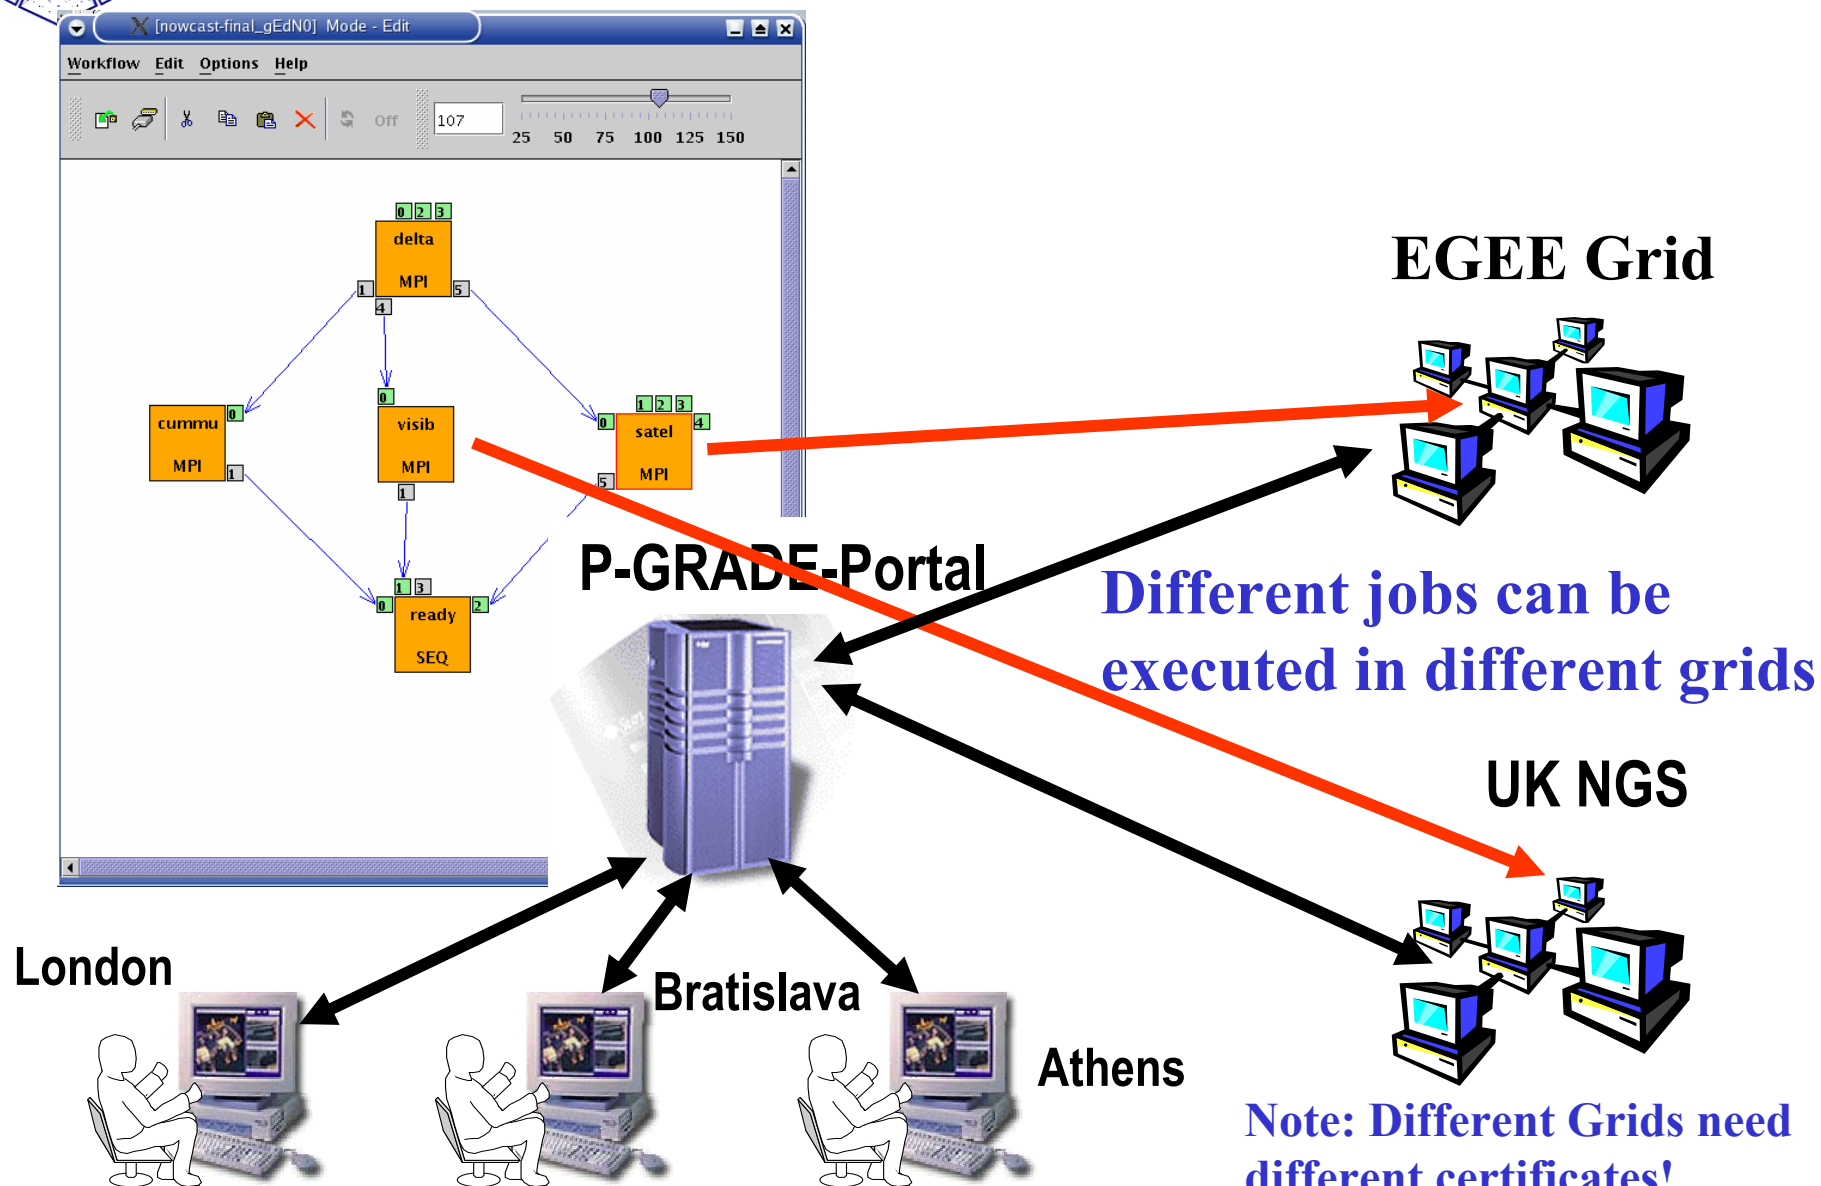 [nowcast-final_gEdN0] Mode - Edit
Workflow Edit Options Help
Off 107
25 50 75 100 125 150
0 2 3
delta
MPI
1 4 5
0
cummu
MPI
1
0
visib
MPI
1
1 2 3
0 4
satel
MPI
5
1 3
0 2
ready
SEQ
P-GRADE-Portal
EGEE Grid
Different jobs can be
executed in different grids
UK NGS
London
Bratislava
Athens
Note: Different Grids need
different certificates!